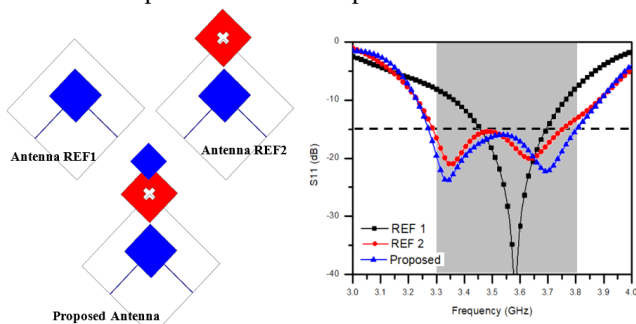 Antenna REF1
Antenna REF2
Proposed Antenna
0
-10
-20
-30
-40
S11 (dB)
REF 1
REF 2
Proposed
3.0 3.1 3.2 3.3 3.4 3.5 3.6 3.7 3.8 3.9 4.0
Frequency (GHz)